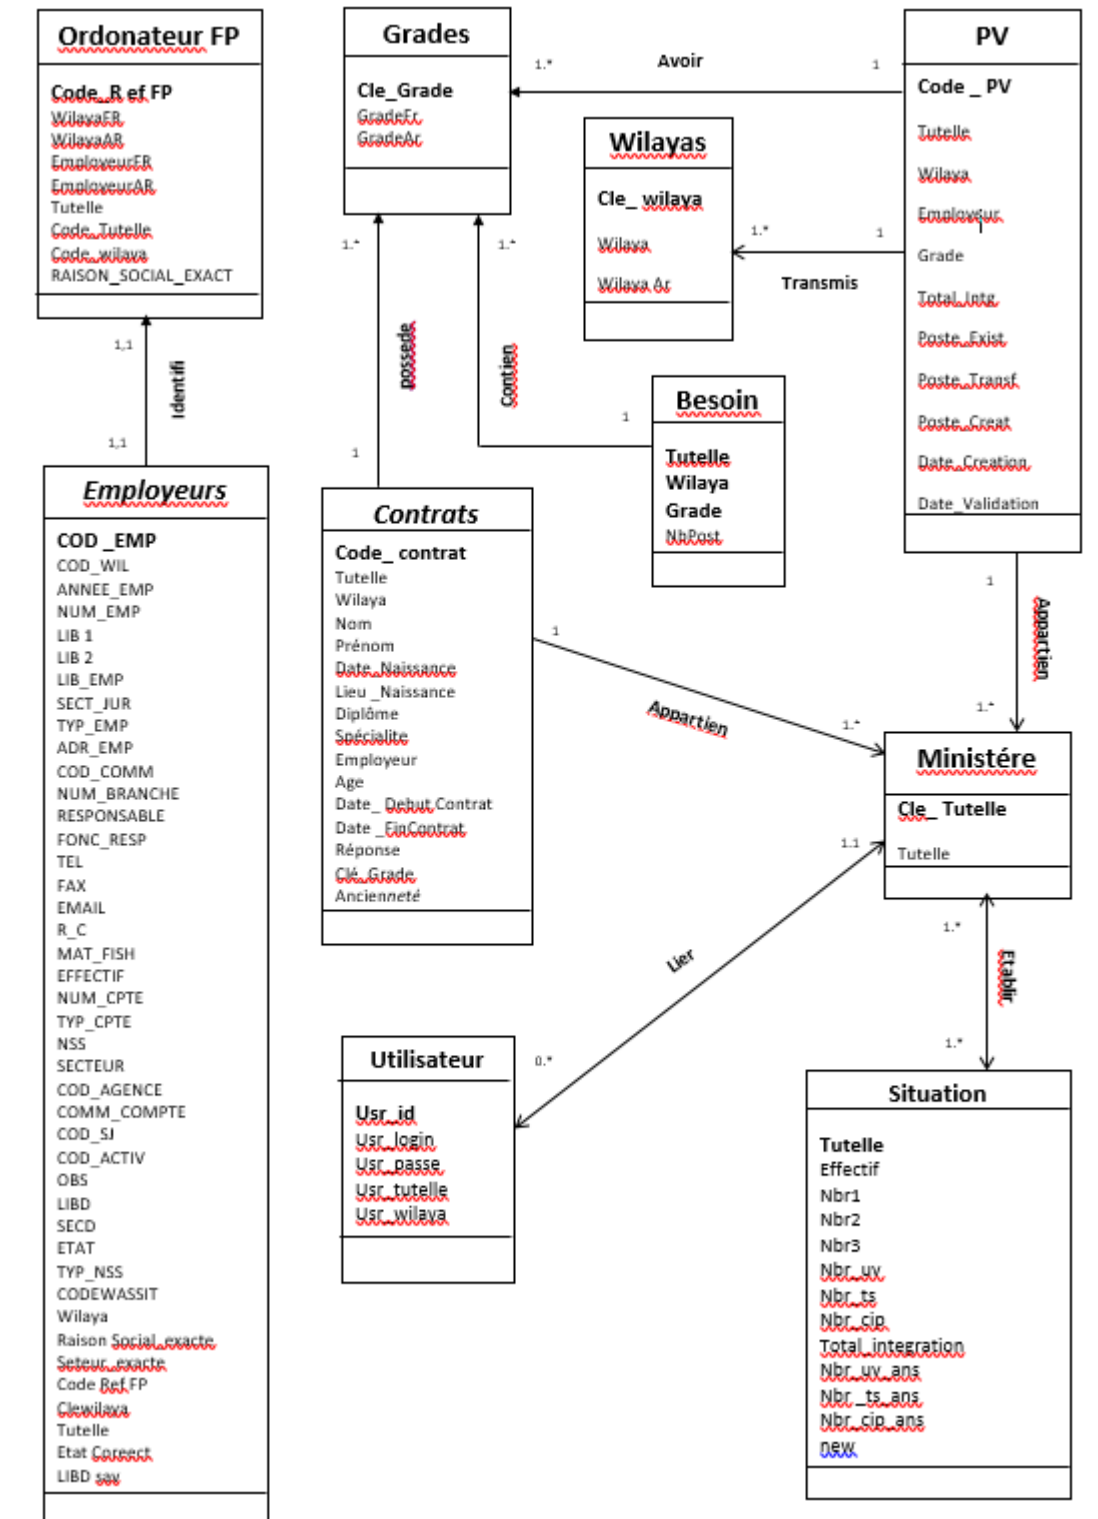 Ordonateur FP
Code_R ef FP
WilayaFR
WilayaAR
EmployeurFR
EmployeurAR
Tutelle
Code_Tutelle
Code_wilaya
RAISON_SOCIAL_EXACT
1,1
Identifi
1,1
Employeurs
COD _EMP
COD_WIL
ANNEE_EMP
NUM_EMP
LIB 1
LIB 2
LIB_EMP
SECT_JUR
TYP_EMP
ADR_EMP
COD_COMM
NUM_BRANCHE
RESPONSABLE
FONC_RESP
TEL
FAX
EMAIL
R_C
MAT_FISH
EFFECTIF
NUM_CPTE
TYP_CPTE
NSS
SECTEUR
COD_AGENCE
COMM_COMPTE
COD_SJ
COD_ACTIV
OBS
LIBD
SECD
ETAT
TYP_NSS
CODEWASSIT
Wilaya
Raison Social_exacte
Seteur_exacte
Code Ref FP
Clewilaya
Tutelle
Etat Coreect
LIBD sav
Grades
Cle_Grade
GradeFr
GradeAr
1.*
possede
1
1.*
Contien
1
Contrats
Code_ contrat
Tutelle
Wilaya
Nom
Prénom
Date_Naissance
Lieu _Naissance
Diplôme
Spécialite
Employeur
Age
Date_ Debut Contrat
Date _FinContrat
Réponse
Clé_Grade
Ancienneté
1.*
Avoir
1
Wilayas
Cle_ wilaya
Wilaya
Wilaya Ar
1.*
1
Transmis
Besoin
Tutelle
Wilaya
Grade
NbPost
PV
Code _ PV
Tutelle
Wilaya
Employeur
Grade
Total_Intg
Poste_Exist
Poste_Transf
Poste_Creat
Date_Creation
Date_Validation
1
Appartien
1.*
1
Appartien
1.*
Ministére
Cle_ Tutelle
Tutelle
1.1
Lier
0.*
Utilisateur
Usr_id
Usr_login
Usr_passe
Usr_tutelle
Usr_wilaya
1.*
Etablir
1.*
Situation
Tutelle
Effectif
Nbr1
Nbr2
Nbr3
Nbr_uv
Nbr_ts
Nbr_cip
Total_integration
Nbr_uv_ans
Nbr _ts_ans
Nbr_cip_ans
new